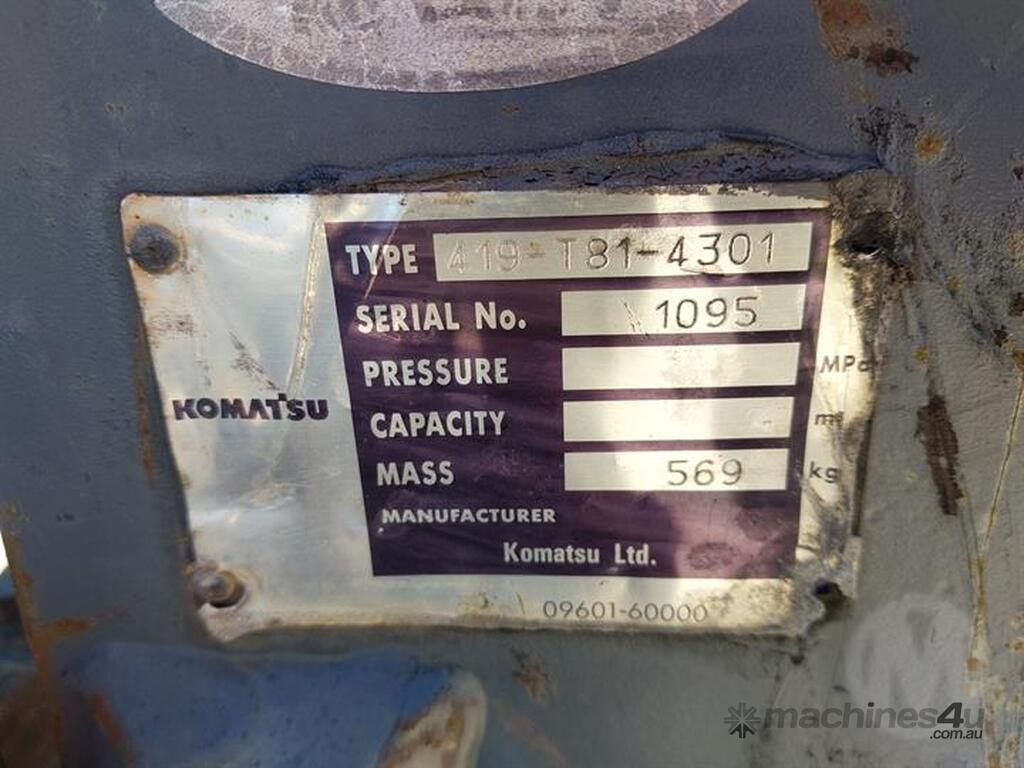 TYPE 419-T81-4301
SERIAL No. 1095
PRESSURE MPa
KOMATSU
CAPACITY
MASS 569 kg
MANUFACTURER
Komatsu Ltd.
09601-60000
machines4u
.com.au